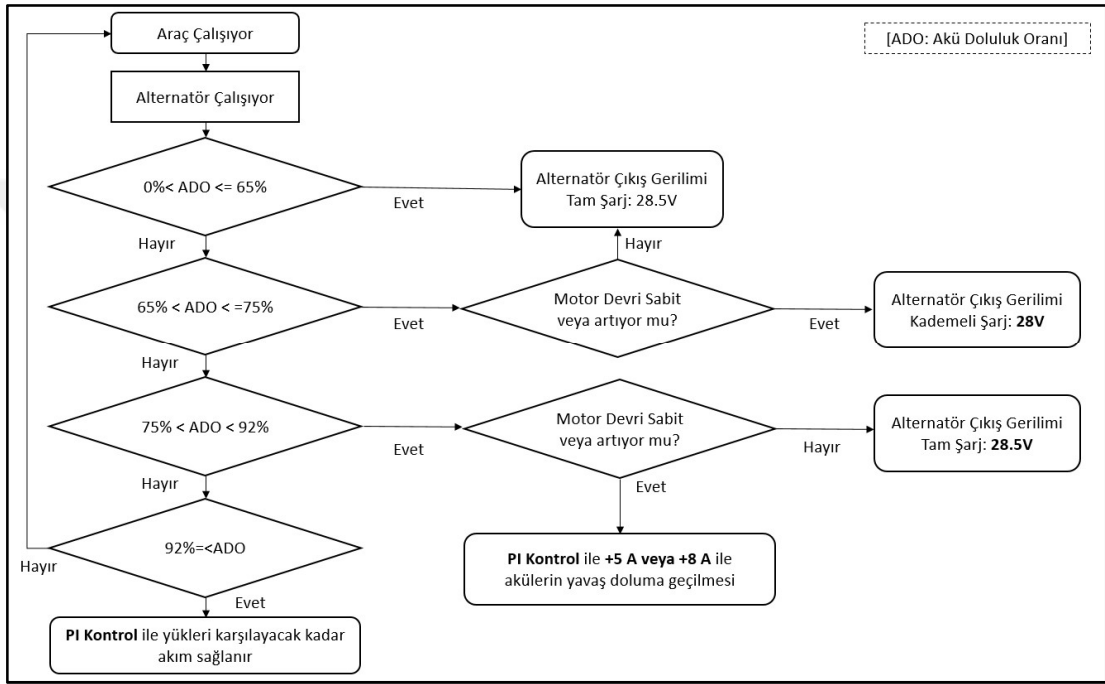 Araç Çalışıyor
[ADO: Akü Doluluk Oranı]
Alternatör Çalışıyor
0%< ADO <= 65%
Evet
Alternatör Çıkış Gerilimi
Tam Şarj: 28.5V
Hayır
Hayır
65% < ADO < =75%
Evet
Motor Devri Sabit
veya artıyor mu?
Evet
Alternatör Çıkış Gerilimi
Kademeli Şarj: 28V
Hayır
75% < ADO < 92%
Evet
Motor Devri Sabit
veya artıyor mu?
Hayır
Alternatör Çıkış Gerilimi
Tam Şarj: 28.5V
Hayır
Evet
92%=<ADO
Hayır
PI Kontrol ile +5 A veya +8 A ile
akülerin yavaş doluma geçilmesi
Evet
PI Kontrol ile yükleri karşılayacak kadar
akım sağlanır